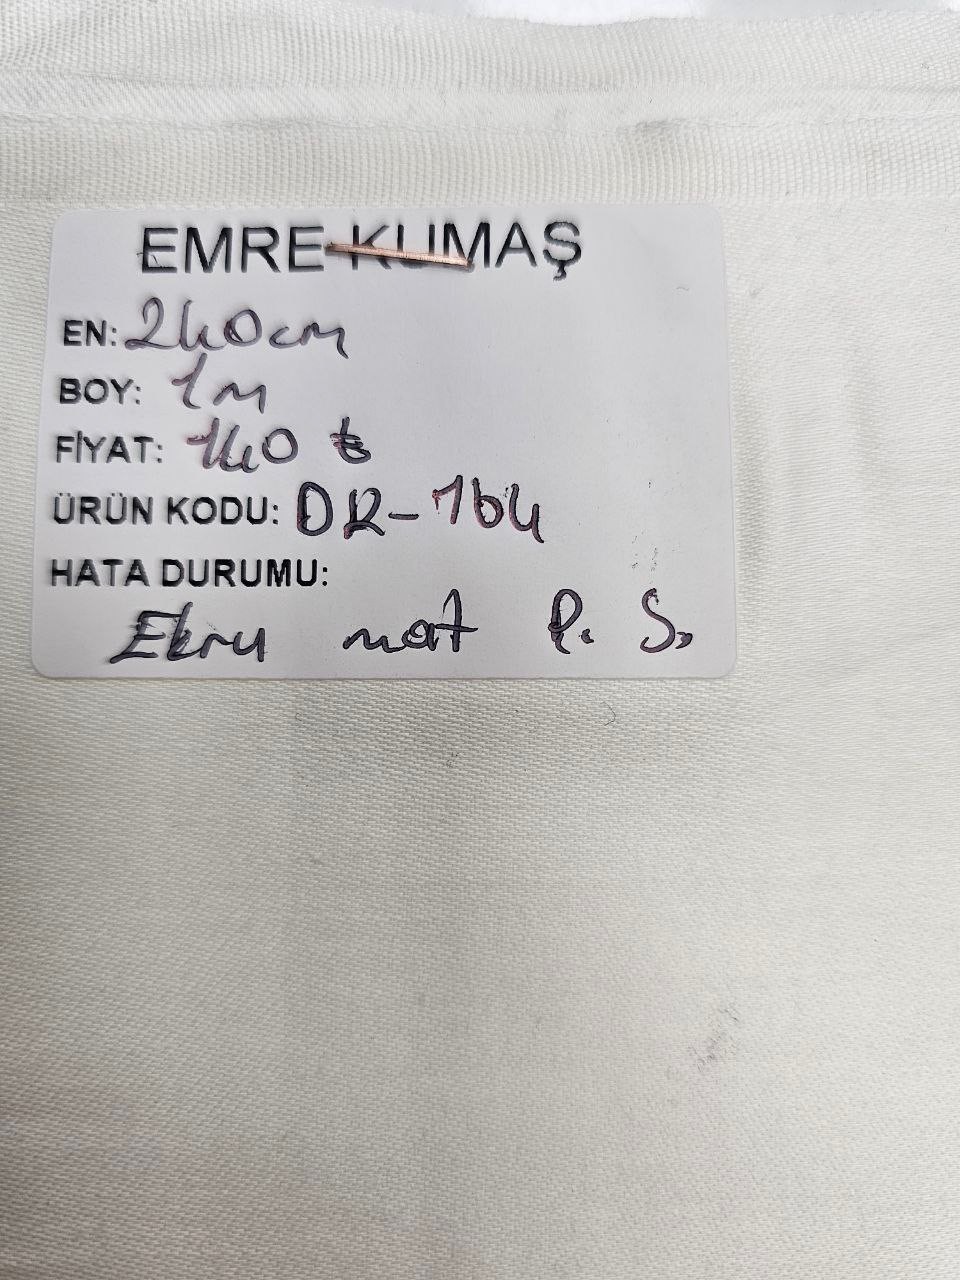 EMRE KUMAŞ
EN: 240cm
BOY: 1m
FİYAT: 140 ₺
ÜRÜN KODU: DR-164
HATA DURUMU:
Ekru mat P. S.